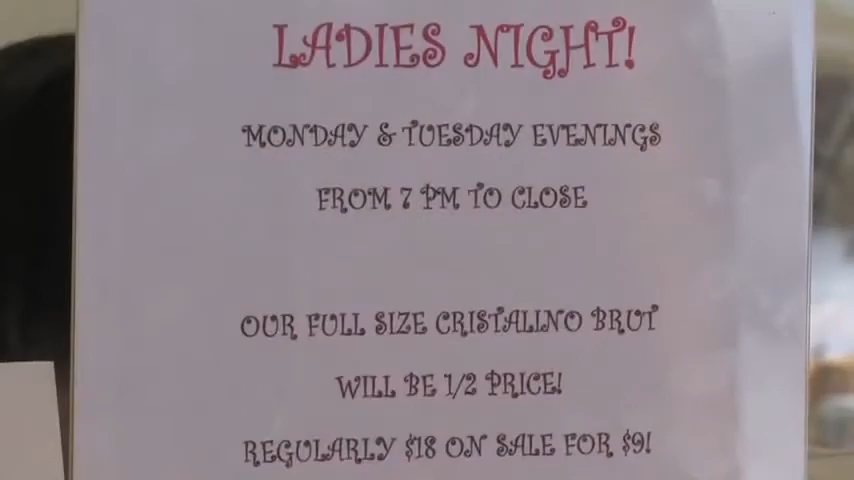 LADIES NIGHT!
MONDAY & TUESDAY EVENINGS
FROM 7 PM TO CLOSE
OUR FULL SIZE CRISTALINO BRUT
WILL BE 1/2 PRICE!
REGULARLY $18 ON SALE FOR $9!